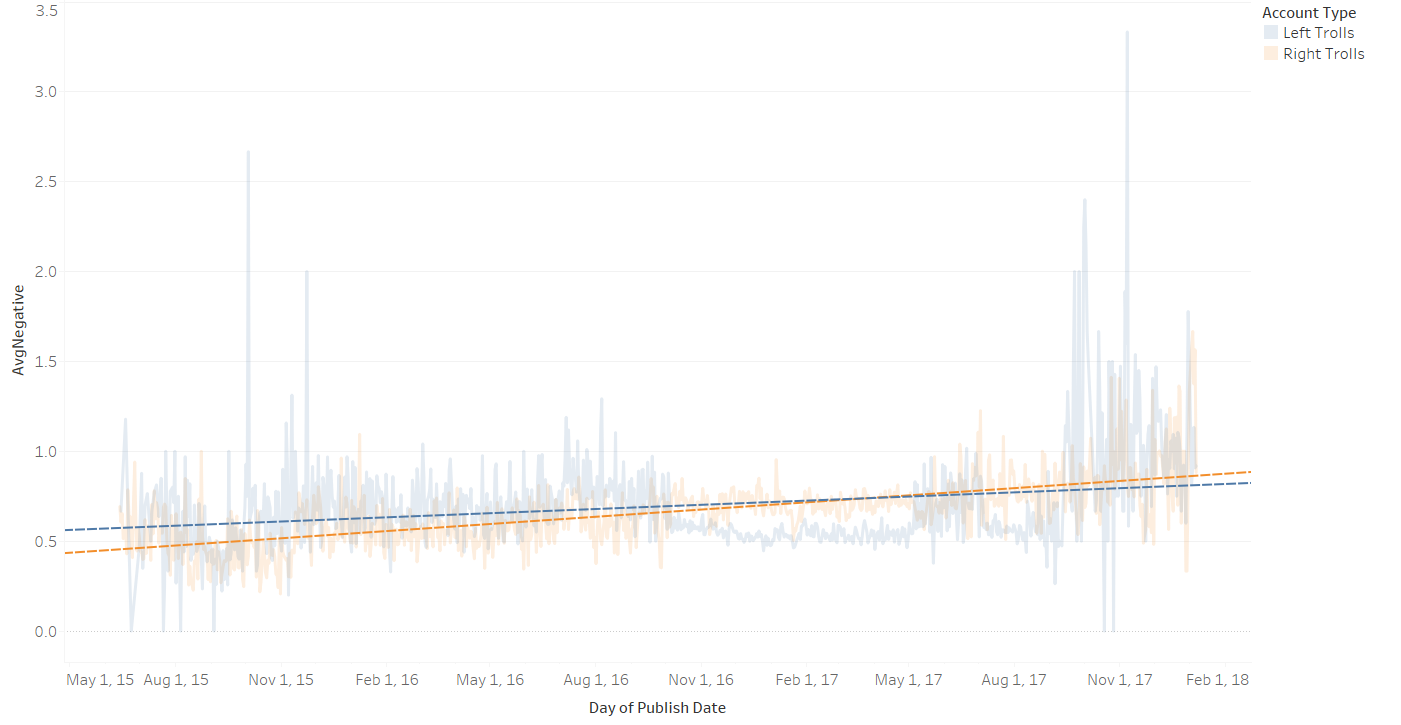 Account Type
Left Trolls
Right Trolls
3.5
3.0
2.5
2.0
1.5
1.0
0.5
0.0
AvgNegative
May 1, 15 Aug 1, 15 Nov 1, 15 Feb 1, 16 May 1, 16 Aug 1, 16 Nov 1, 16 Feb 1, 17 May 1, 17 Aug 1, 17 Nov 1, 17 Feb 1, 18
Day of Publish Date